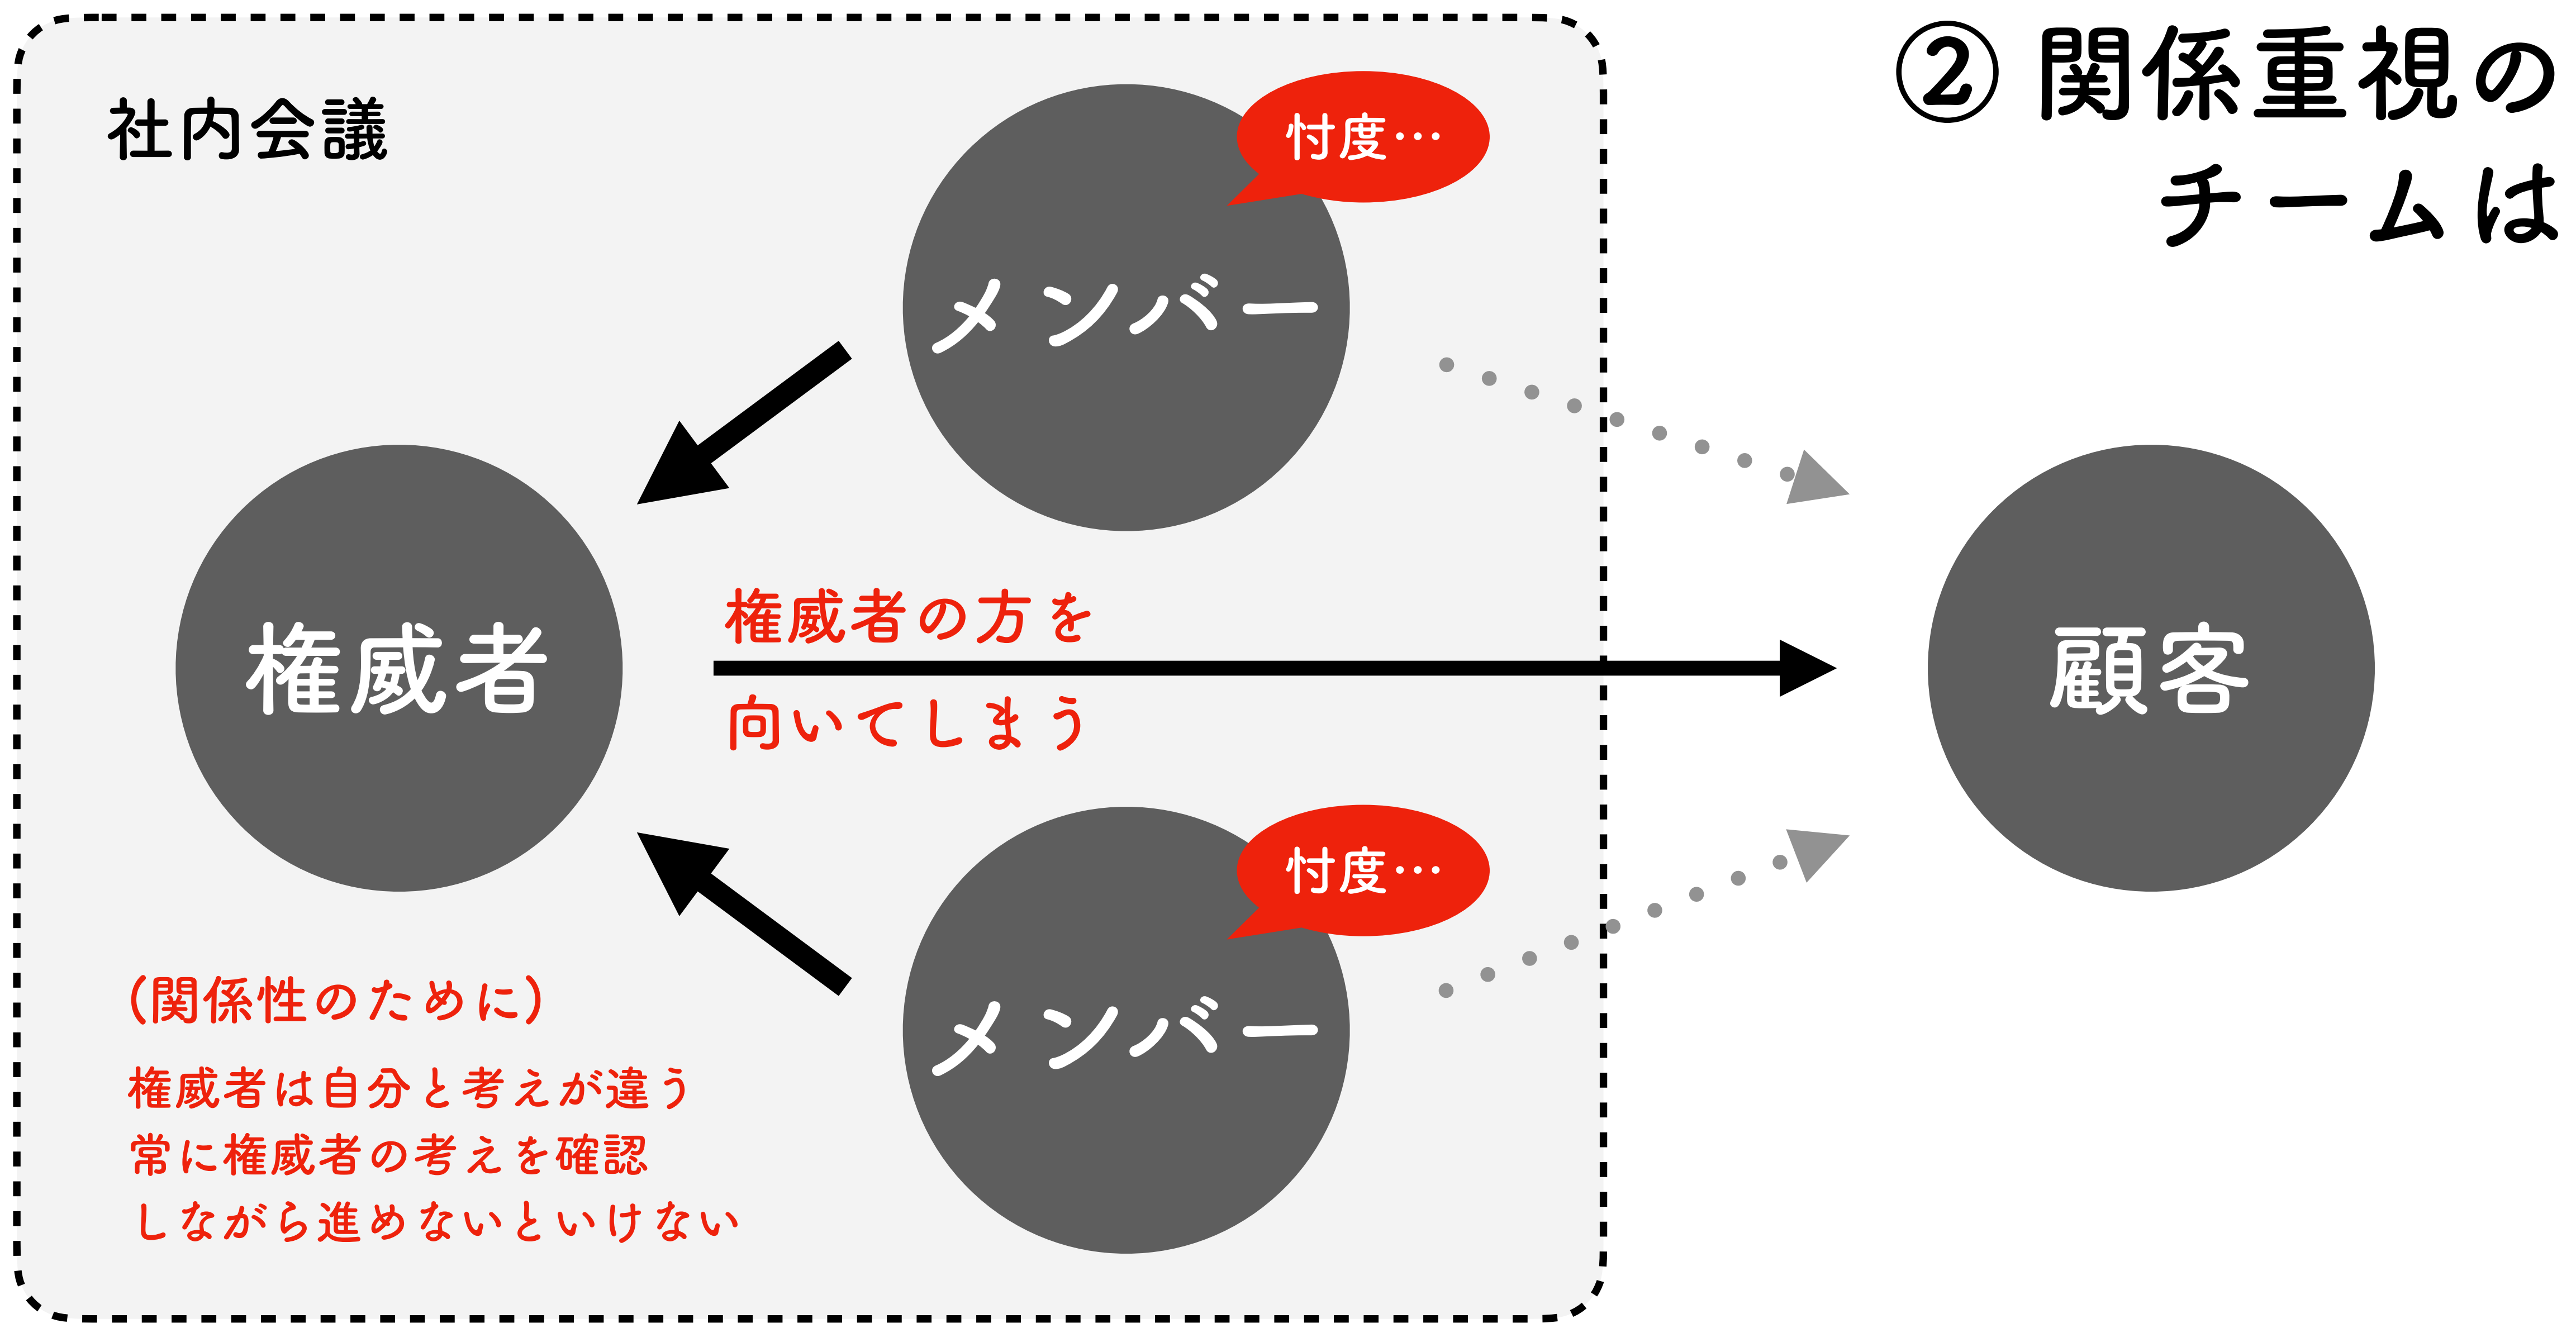 ② 関係重視の
チームは
社内会議
忖度…
メンバー
権威者の方を
権威者
顧客
向いてしまう
忖度…
メンバー
(関係性のために)
権威者は自分と考えが違う
常に権威者の考えを確認
しながら進めないといけない